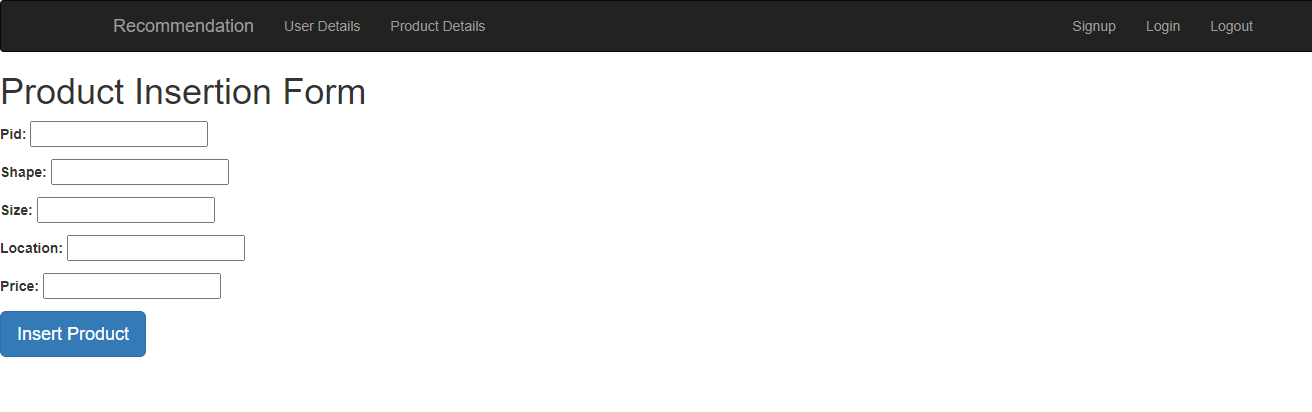 Recommendation User Details Product Details Signup Login Logout
Product Insertion Form
Pid:
Shape:
Size:
Location:
Price:
Insert Product